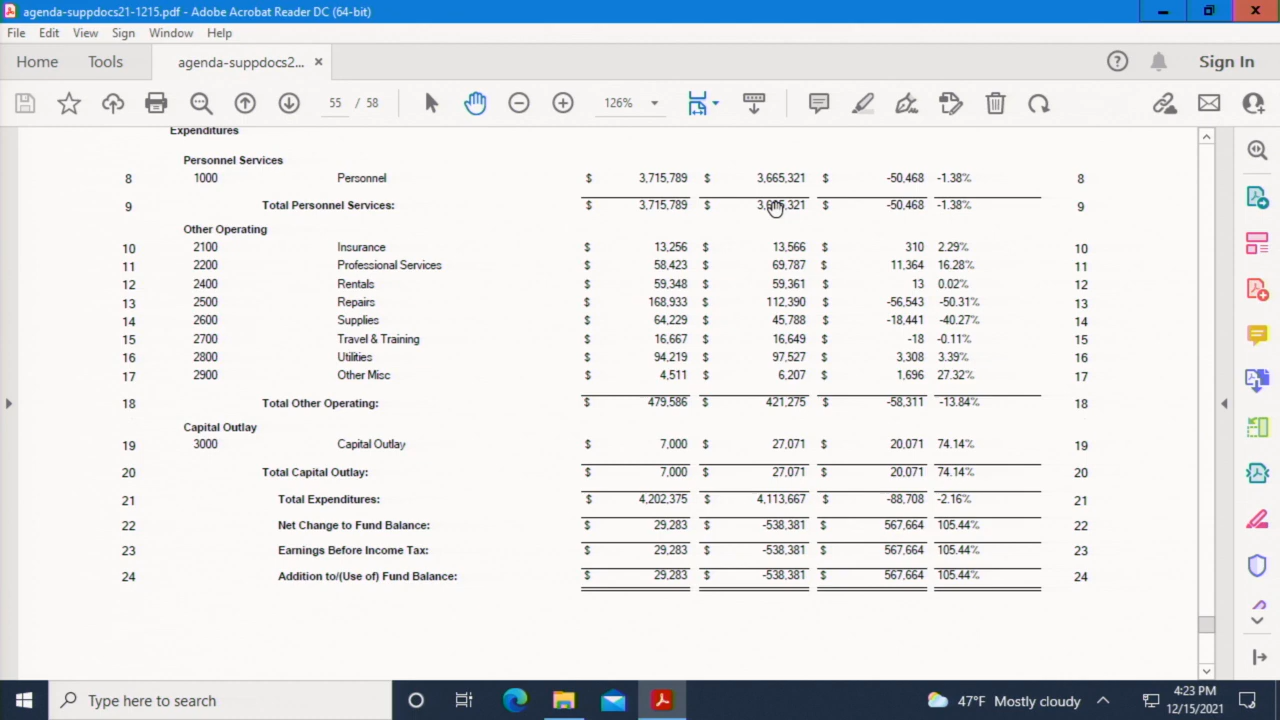 agenda-suppdocs21-1215.pdf - Adobe Acrobat Reader DC (64-bit)
File Edit View Sign Window Help
Home Tools agenda-suppdocs2... × Sign In
55 / 58 126%
Expenditures
Personnel Services
8 1000 Personnel $ 3,715,789 $ 3,665,321 $ -50,468 -1.38% 8
9 Total Personnel Services: $ 3,715,789 $ 3,665,321 $ -50,468 -1.38% 9
Other Operating
10 2100 Insurance $ 13,256 $ 13,566 $ 310 2.29% 10
11 2200 Professional Services $ 58,423 $ 69,787 $ 11,364 16.28% 11
12 2400 Rentals $ 59,348 $ 59,361 $ 13 0.02% 12
13 2500 Repairs $ 168,933 $ 112,390 $ -56,543 -50.31% 13
14 2600 Supplies $ 64,229 $ 45,788 $ -18,441 -40.27% 14
15 2700 Travel & Training $ 16,667 $ 16,649 $ -18 -0.11% 15
16 2800 Utilities $ 94,219 $ 97,527 $ 3,308 3.39% 16
17 2900 Other Misc $ 4,511 $ 6,207 $ 1,696 27.32% 17
18 Total Other Operating: $ 479,586 $ 421,275 $ -58,311 -13.84% 18
Capital Outlay
19 3000 Capital Outlay $ 7,000 $ 27,071 $ 20,071 74.14% 19
20 Total Capital Outlay: $ 7,000 $ 27,071 $ 20,071 74.14% 20
21 Total Expenditures: $ 4,202,375 $ 4,113,667 $ -88,708 -2.16% 21
22 Net Change to Fund Balance: $ 29,283 $ -538,381 $ 567,664 105.44% 22
23 Earnings Before Income Tax: $ 29,283 $ -538,381 $ 567,664 105.44% 23
24 Addition to/(Use of) Fund Balance: $ 29,283 $ -538,381 $ 567,664 105.44% 24
Type here to search
47°F Mostly cloudy
4:23 PM
12/15/2021